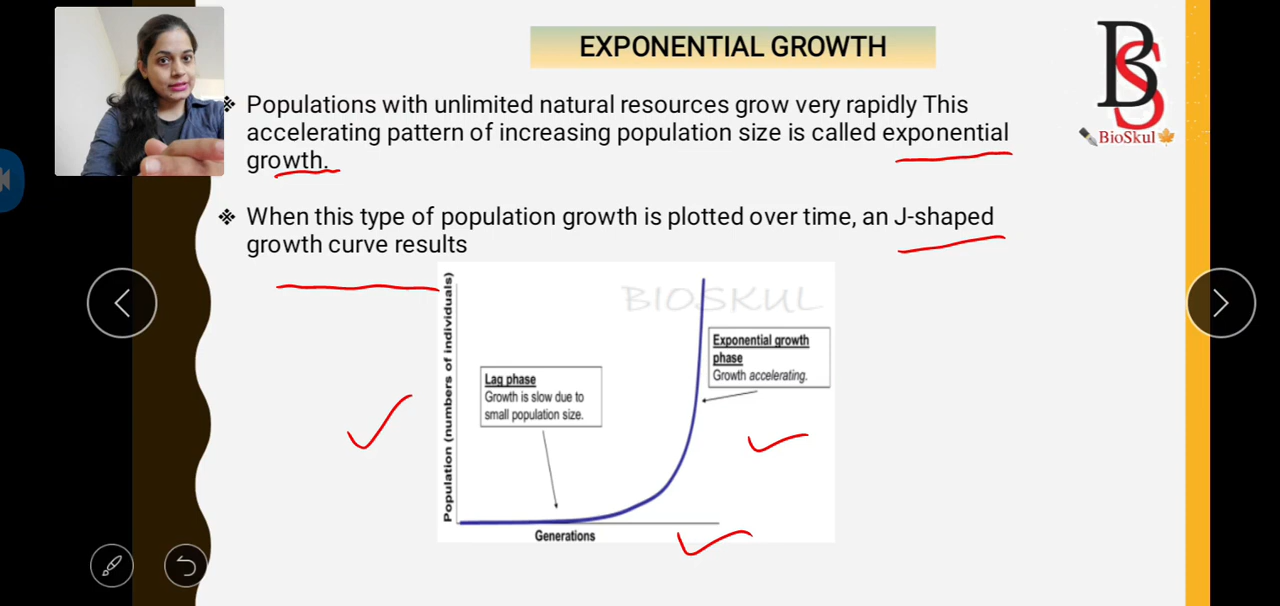 EXPONENTIAL GROWTH
BS
BioSkul
❖ Populations with unlimited natural resources grow very rapidly This
accelerating pattern of increasing population size is called exponential
growth.
❖ When this type of population growth is plotted over time, an J-shaped
growth curve results
BIOSKUL
Population (numbers of individuals)
Lag phase
Growth is slow due to
small population size.
Exponential growth
phase
Growth accelerating.
Generations